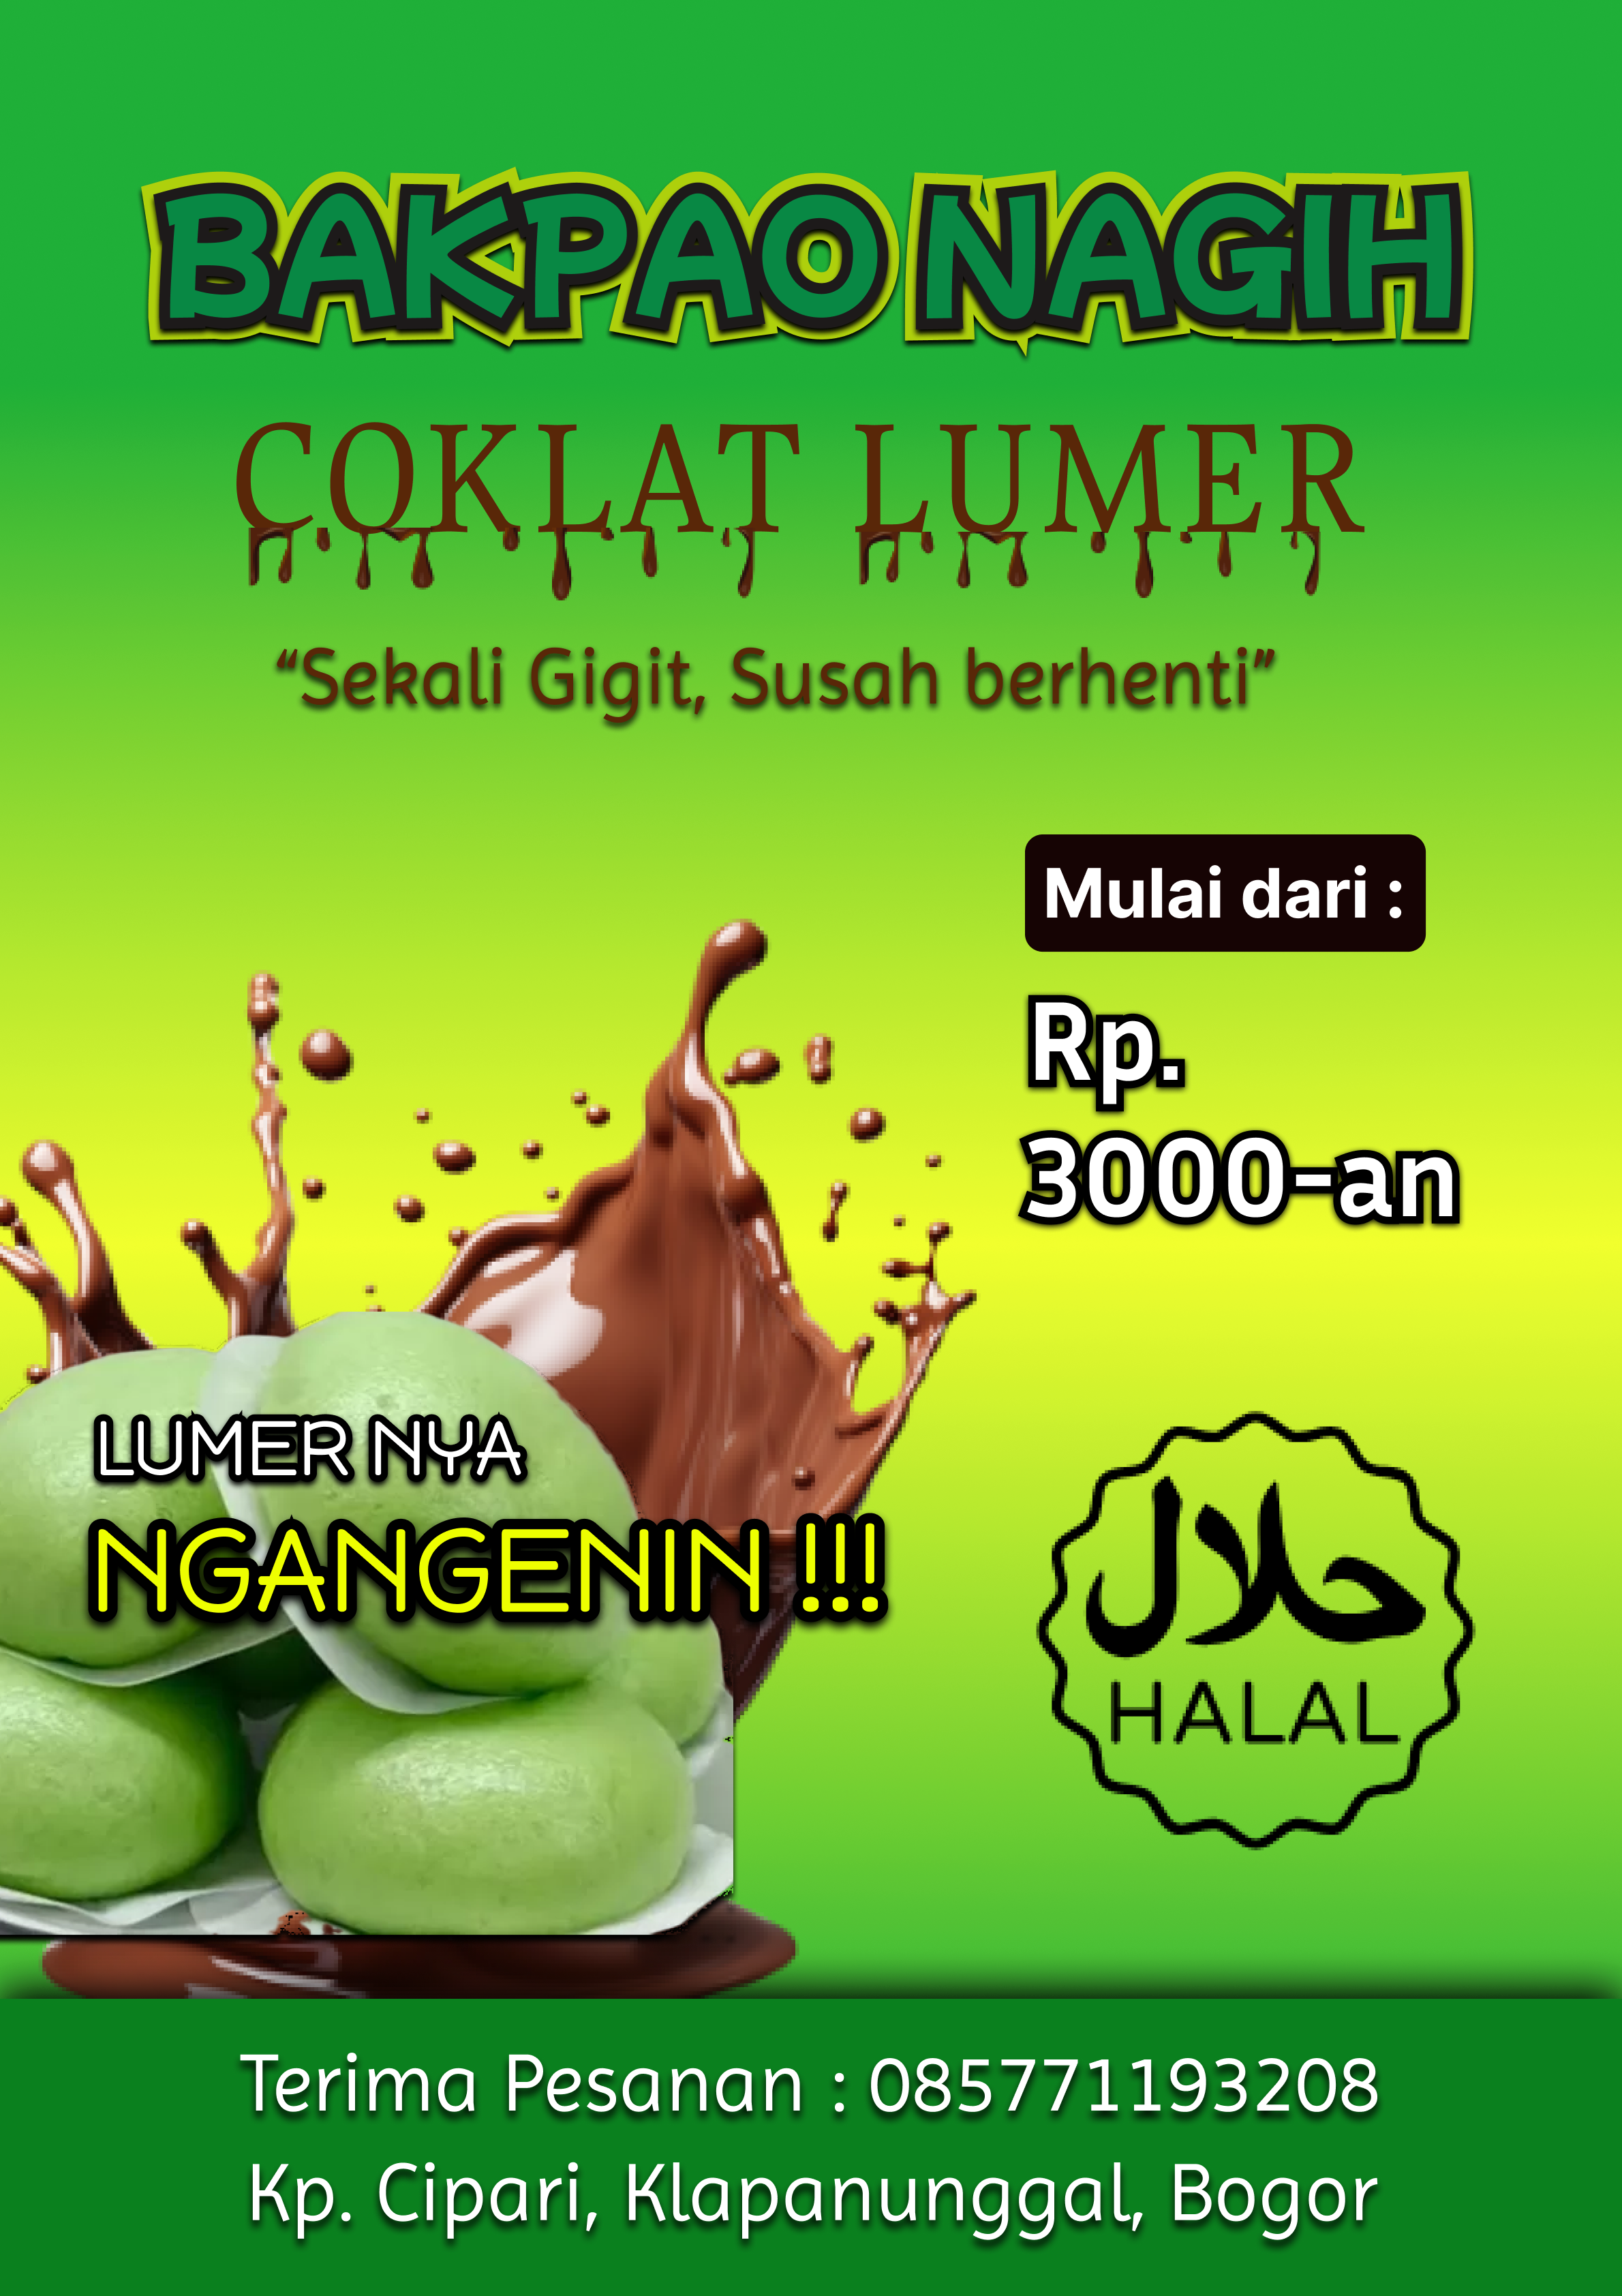 BAKPAO NAGIH
COKLAT LUMER
“Sekali Gigit, Susah berhenti”
Mulai dari :
Rp.
3000-an
LUMER NYA
NGANGENIN !!!
حلال
HALAL
Terima Pesanan : 085771193208
Kp. Cipari, Klapanunggal, Bogor